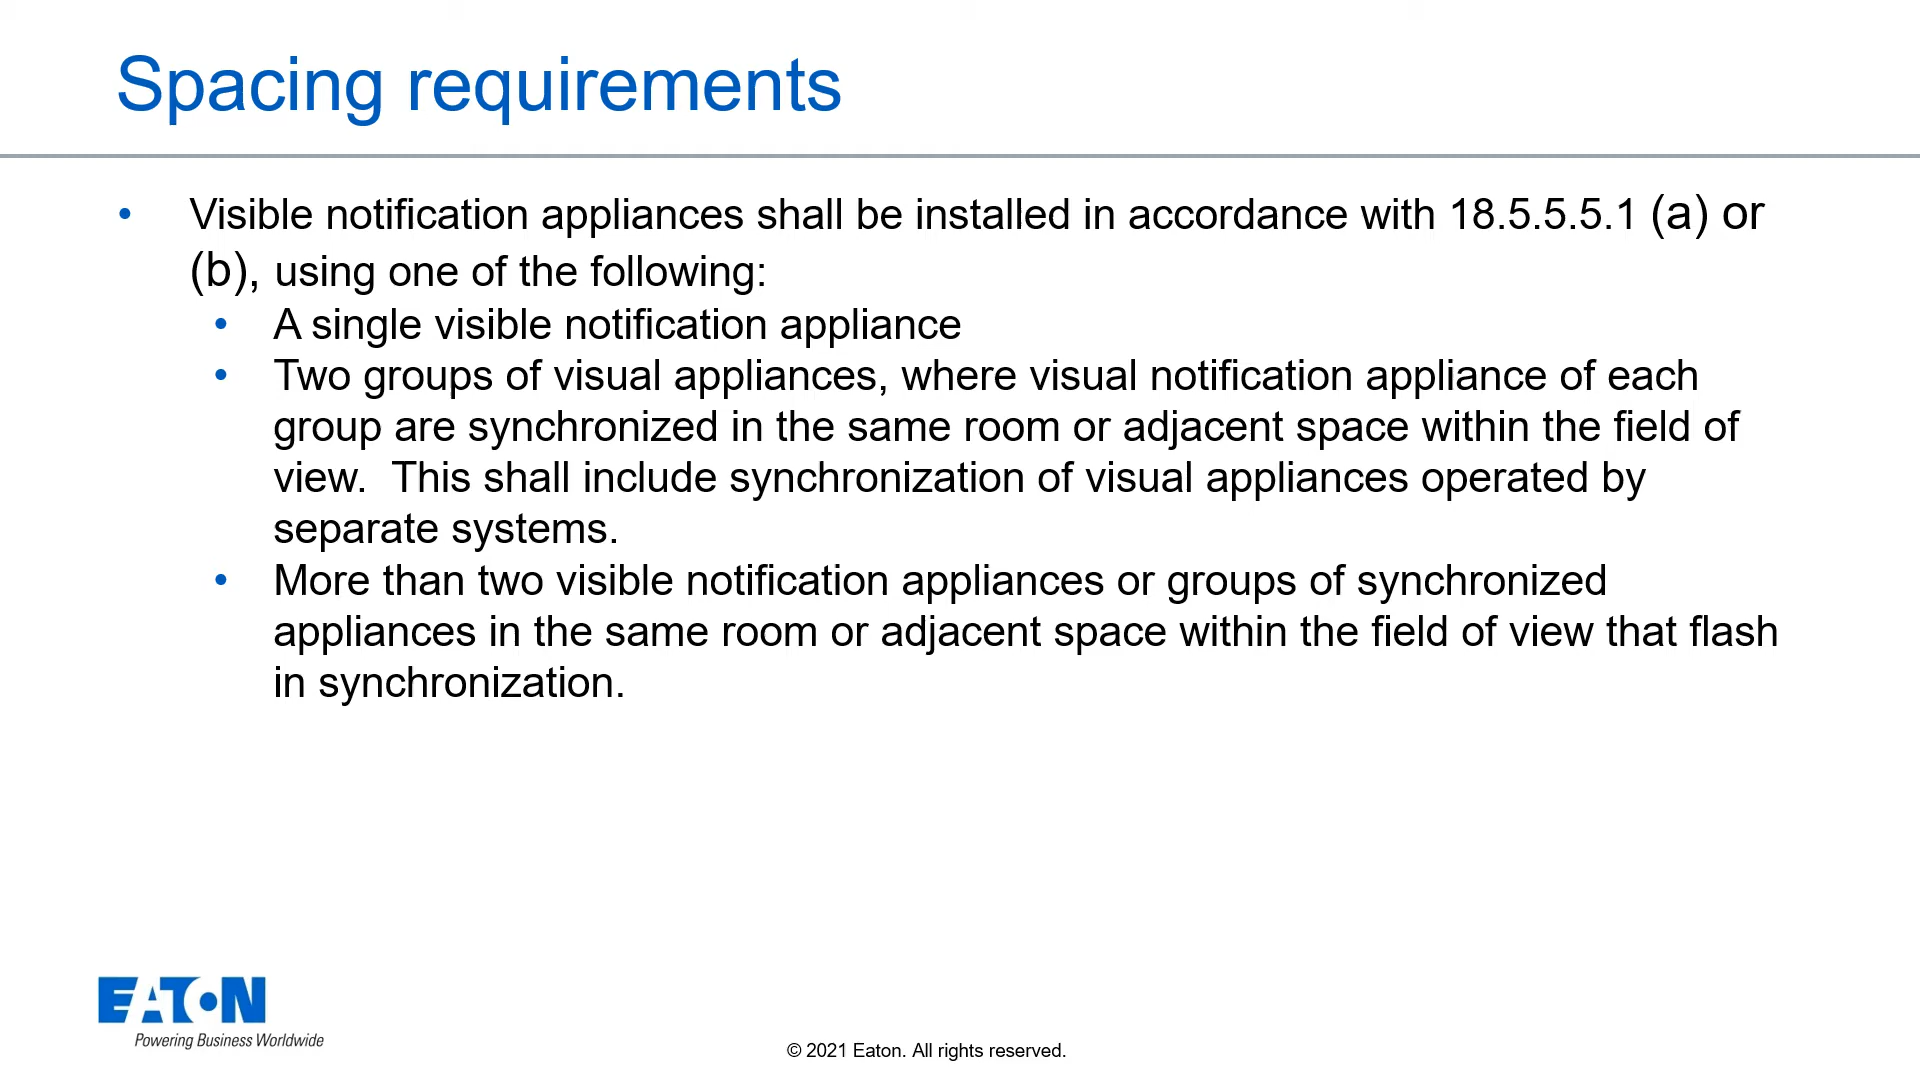 Spacing requirements
• Visible notification appliances shall be installed in accordance with 18.5.5.5.1 (a) or
(b), using one of the following:
• A single visible notification appliance
• Two groups of visual appliances, where visual notification appliance of each
group are synchronized in the same room or adjacent space within the field of
view.  This shall include synchronization of visual appliances operated by
separate systems.
• More than two visible notification appliances or groups of synchronized
appliances in the same room or adjacent space within the field of view that flash
in synchronization.
EATON
Powering Business Worldwide
© 2021 Eaton. All rights reserved.